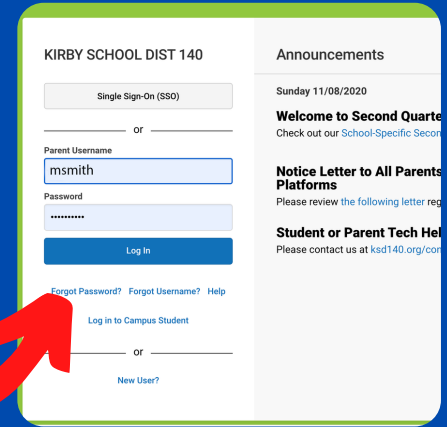 KIRBY SCHOOL DIST 140
Single Sign-On (SSO)
or
Parent Username
msmith
Password
••••••••••
Log In
Forgot Password? Forgot Username? Help
Log in to Campus Student
or
New User?
Announcements
Sunday 11/08/2020
Welcome to Second Quarte
Check out our School-Specific Secon
Notice Letter to All Parents
Platforms
Please review the following letter reg
Student or Parent Tech Hel
Please contact us at ksd140.org/con